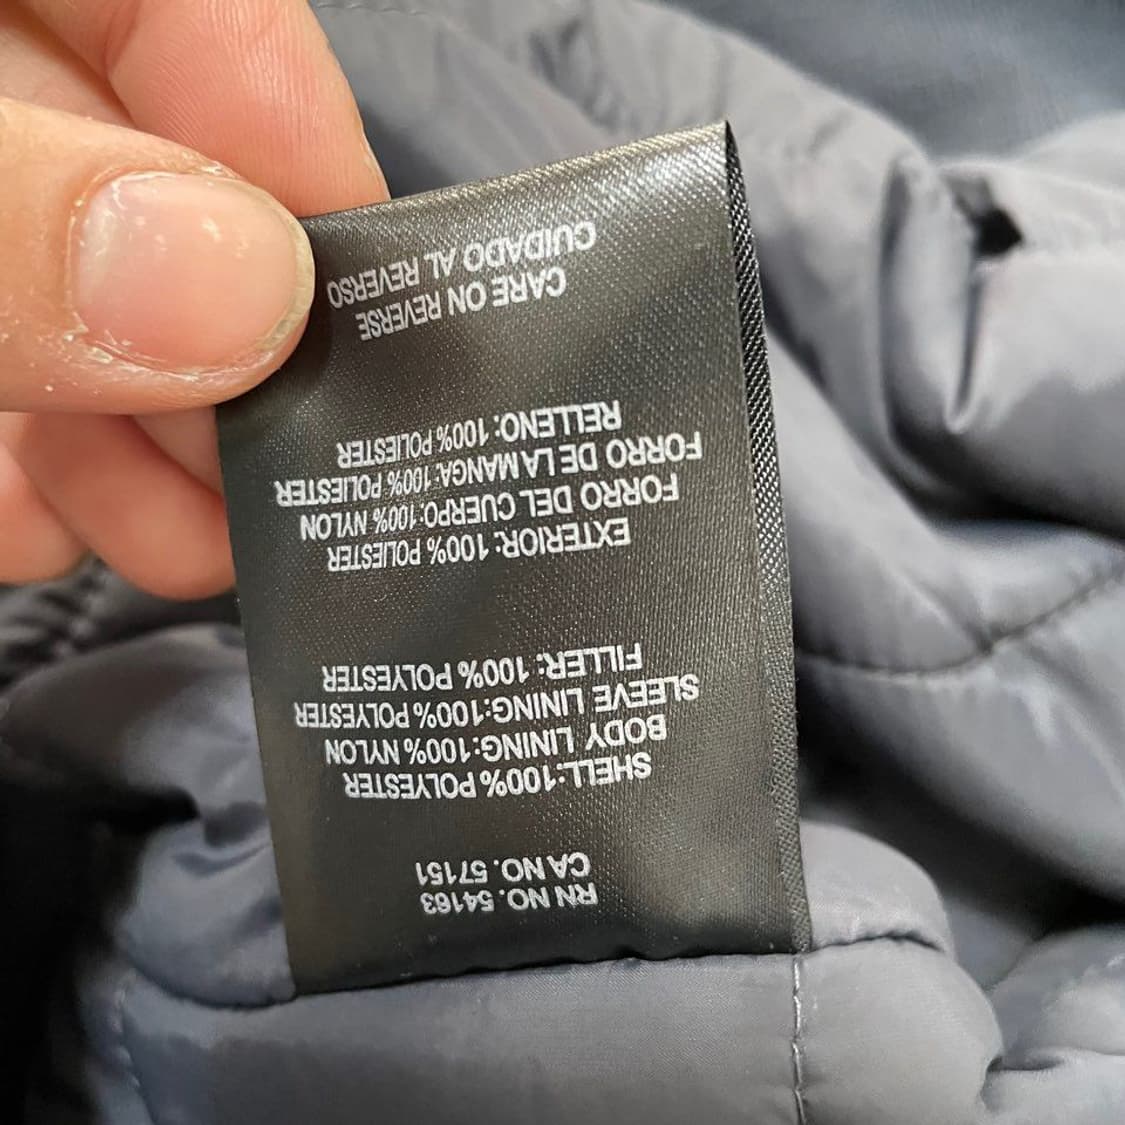 RN NO. 54163
CA NO. 57151
SHELL:100% POLYESTER
BODY LINING:100% NYLON
SLEEVE LINING:100% POLYESTER
FILLER: 100% POLYESTER
EXTERIOR: 100% POLIESTER
FORRO DEL CUERPO:100% NYLON
FORRO DE LA MANGA:100% POLIESTER
RELLENO: 100% POLIESTER
CARE ON REVERSE
CUIDADO AL REVERSO